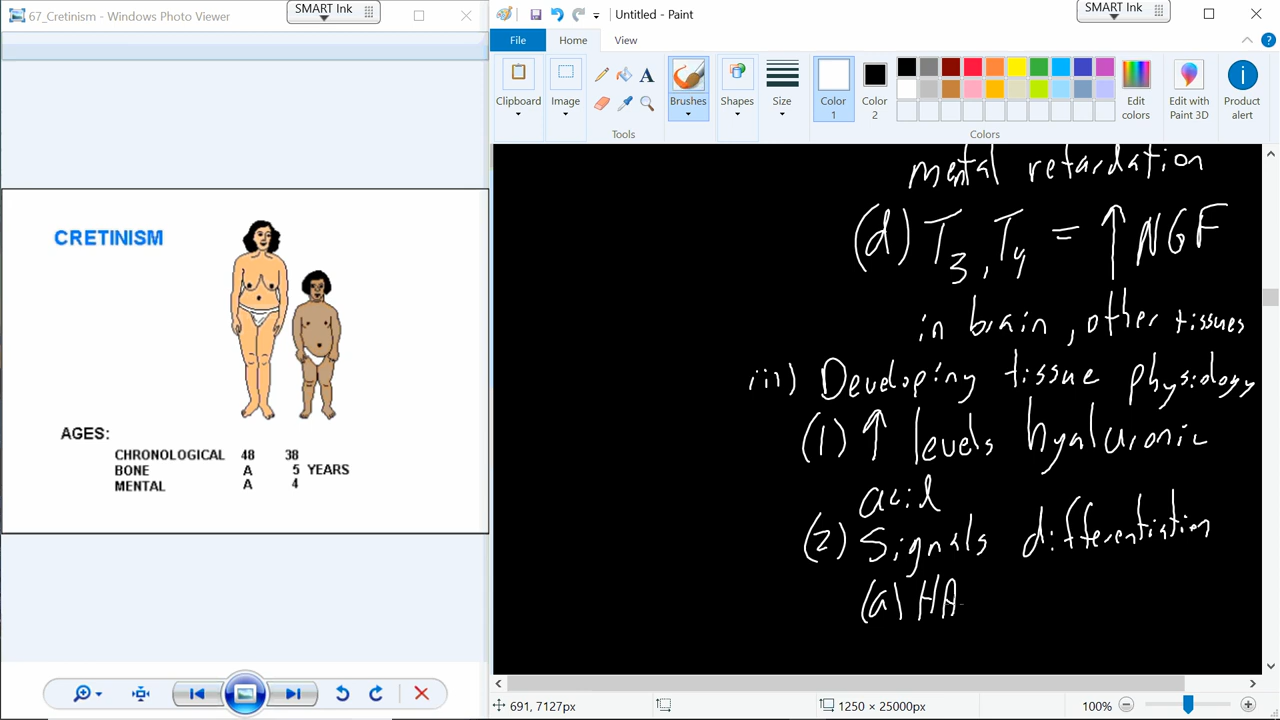 67_Cretinism - Windows Photo Viewer
SMART Ink
CRETINISM
AGES:
CHRONOLOGICAL 48 38
BONE A 5 YEARS
MENTAL A 4
Untitled - Paint
SMART Ink
File Home View
Clipboard
Image
Tools
Brushes
Shapes
Size
Color 1
Color 2
Colors
Edit colors
Edit with Paint 3D
Product alert
mental retardation
(d) T3, T4 = ↑ NGF
in brain, other tissues
iii) Developing tissue physiology
(1) ↑ levels hyaluronic
acid
(2) Signals differentiation
(a) HA
691, 7127px
1250 × 25000px
100%